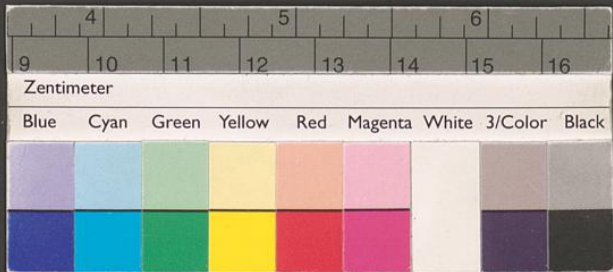 4 5 6
9 10 11 12 13 14 15 16
Zentimeter
Blue Cyan Green Yellow Red Magenta White 3/Color Black